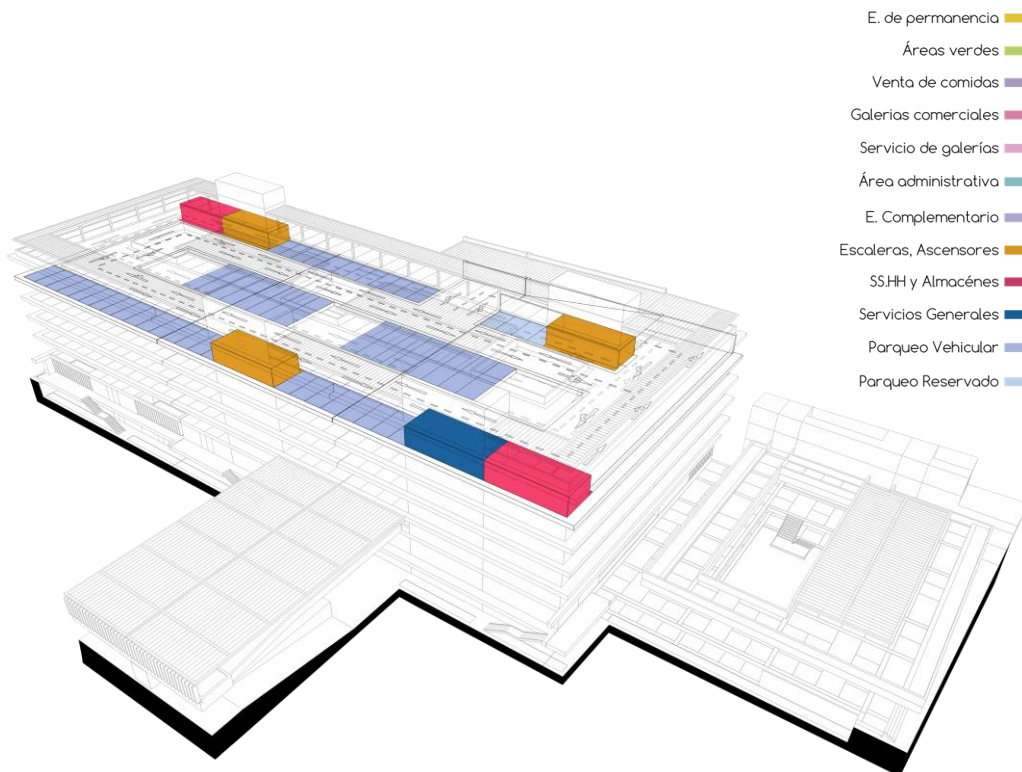 E. de permanencia
Áreas verdes
Venta de comidas
Galerias comerciales
Servicio de galerías
Área administrativa
E. Complementario
Escaleras, Ascensores
SS.HH y Almacénes
Servicios Generales
Parqueo Vehicular
Parqueo Reservado